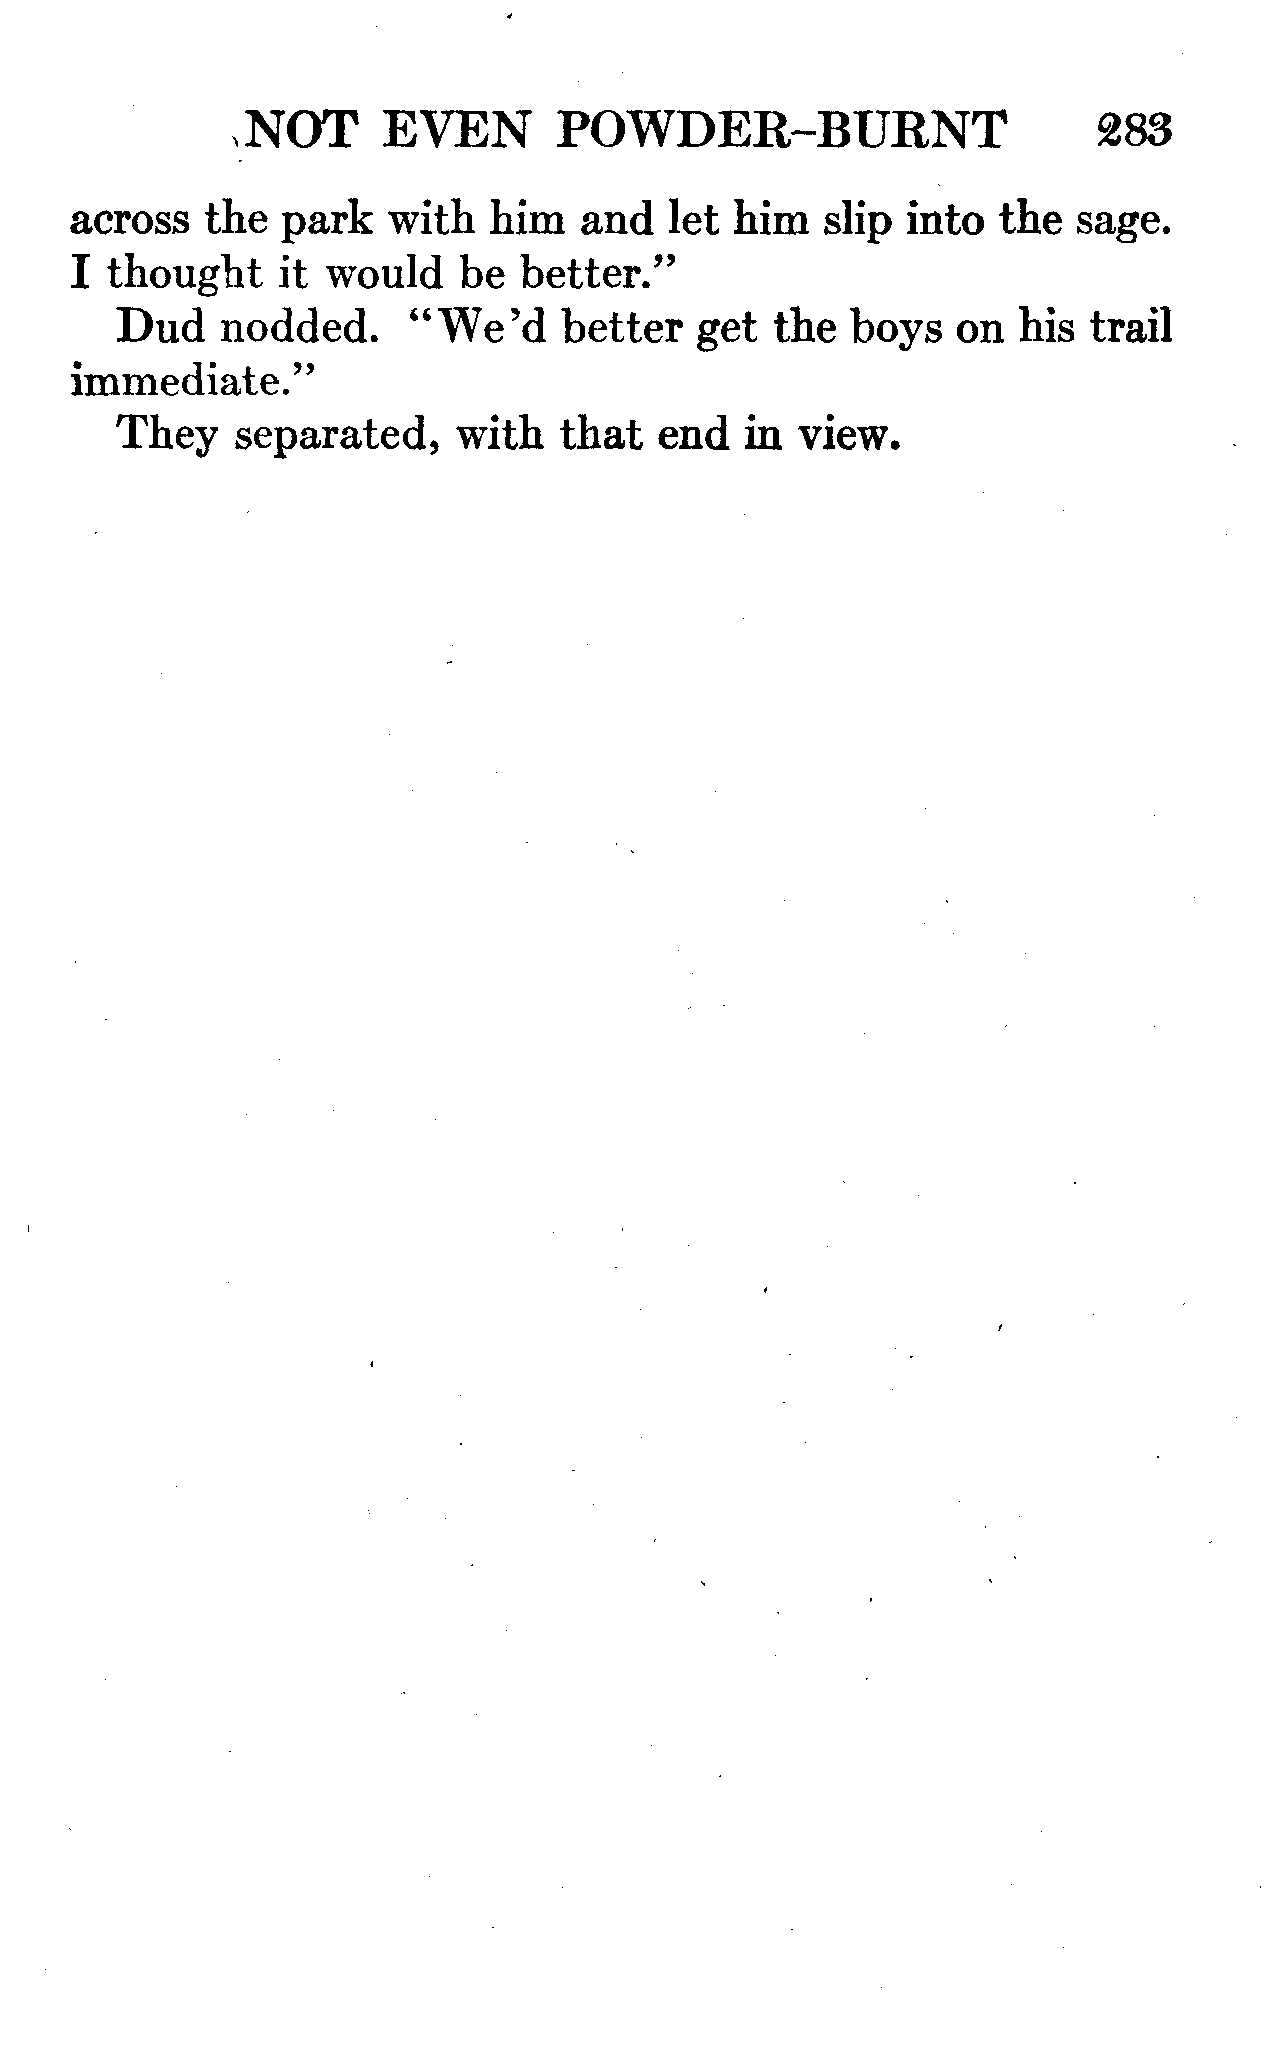 NOT EVEN POWDER-BURNT 283
across the park with him and let him slip into the sage.
I thought it would be better.”
Dud nodded. “We’d better get the boys on his trail
immediate.”
They separated, with that end in view.